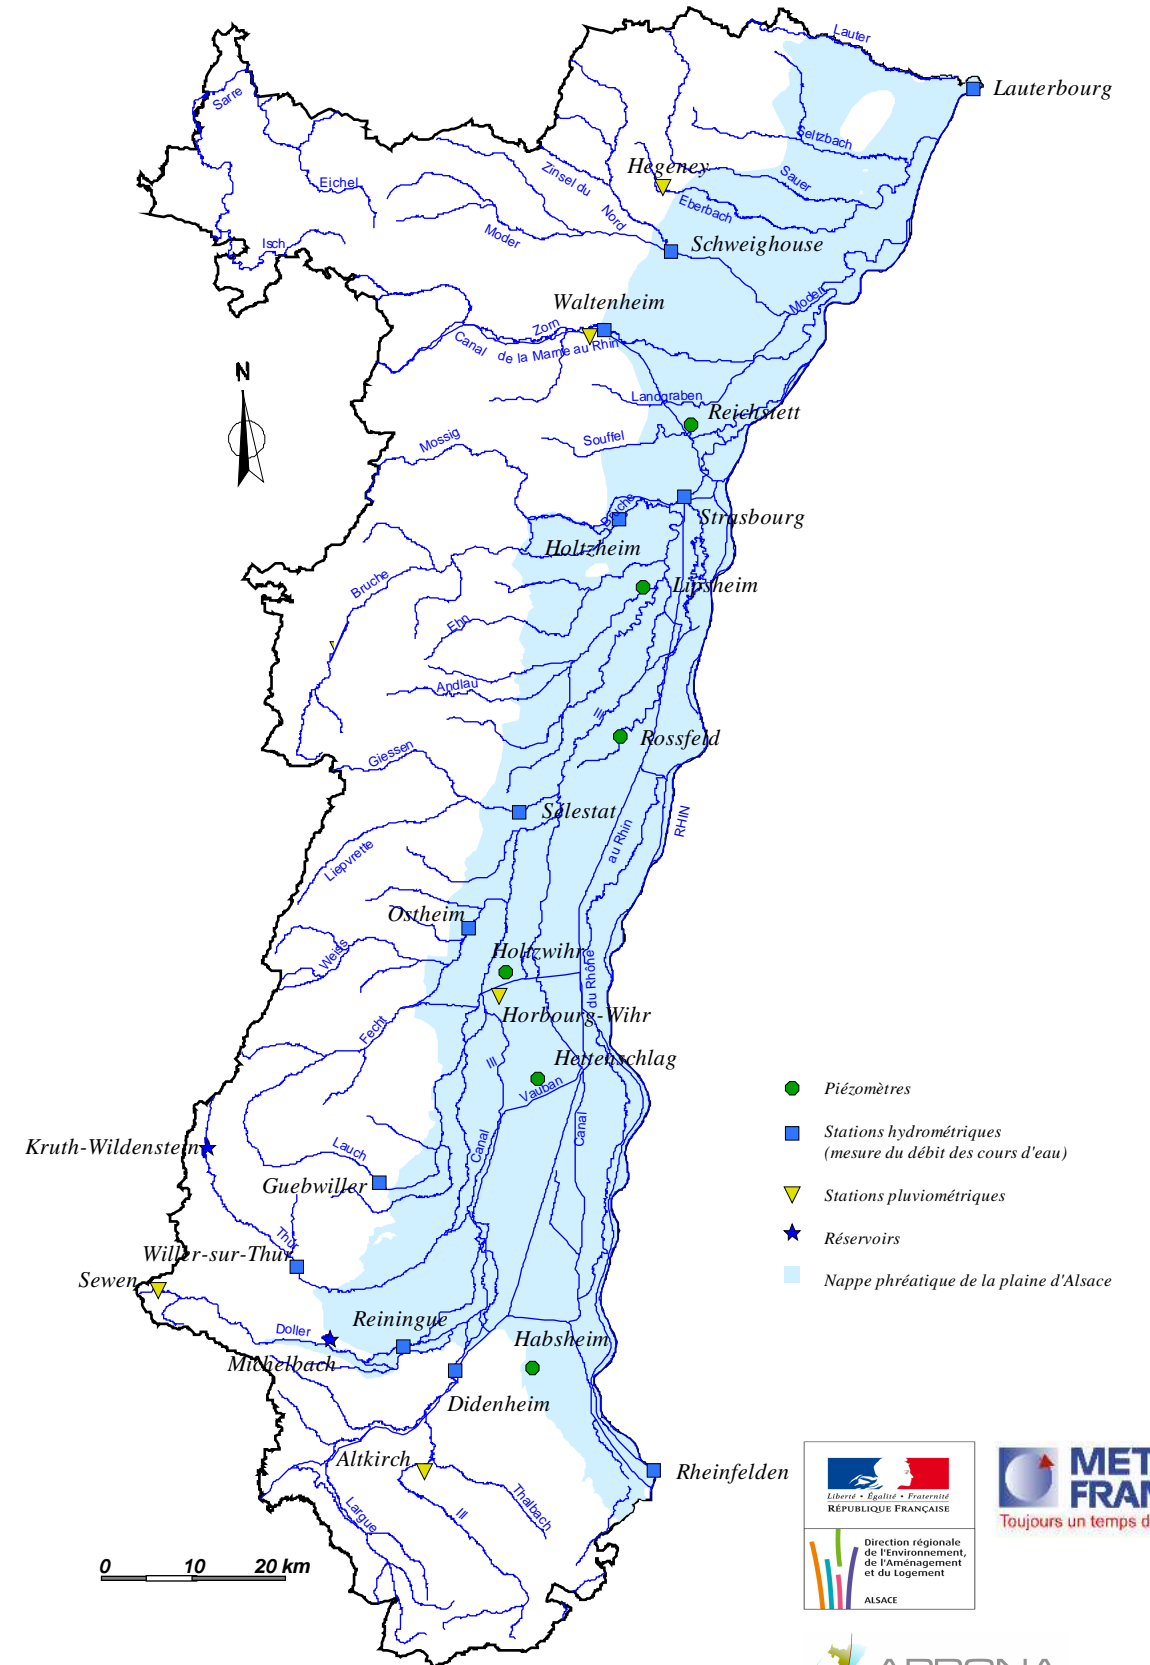 Lauter
Lauterbourg
Sarre
Seltzbach
Hegeney
Zinsel du
Nord
Sauer
Eichel
Eberbach
Moder
Isch
Schweighouse
Moder
Waltenheim
Zorn
Canal de la Marne au Rhin
N
Landgraben
Reichstett
Mossig
Souffel
Bruche
Strasbourg
Holtzheim
Bruche
Lipsheim
Ehn
Andlau
Ill
Rossfeld
Giessen
Sélestat
RHIN
au Rhin
Liepvrette
Ostheim
Weiss
Holtzwihr
du Rhône
Horbourg-Wihr
Fecht
Ill
Hettenschlag
Vauban
Piézomètres
Canal
Canal
Stations hydrométriques
(mesure du débit des cours d'eau)
Kruth-Wildenstein
Lauch
Guebwiller
Stations pluviométriques
Thur
Réservoirs
Willer-sur-Thur
Sewen
Nappe phréatique de la plaine d'Alsace
Doller
Reiningue
Michelbach
Habsheim
Didenheim
Altkirch
Rheinfelden
Largue
Ill
Thalbach
0 10 20 km
Liberté • Égalité • Fraternité
RÉPUBLIQUE FRANÇAISE
Direction régionale
de l'Environnement,
de l'Aménagement
et du Logement
ALSACE
MET
FRAN
Toujours un temps d